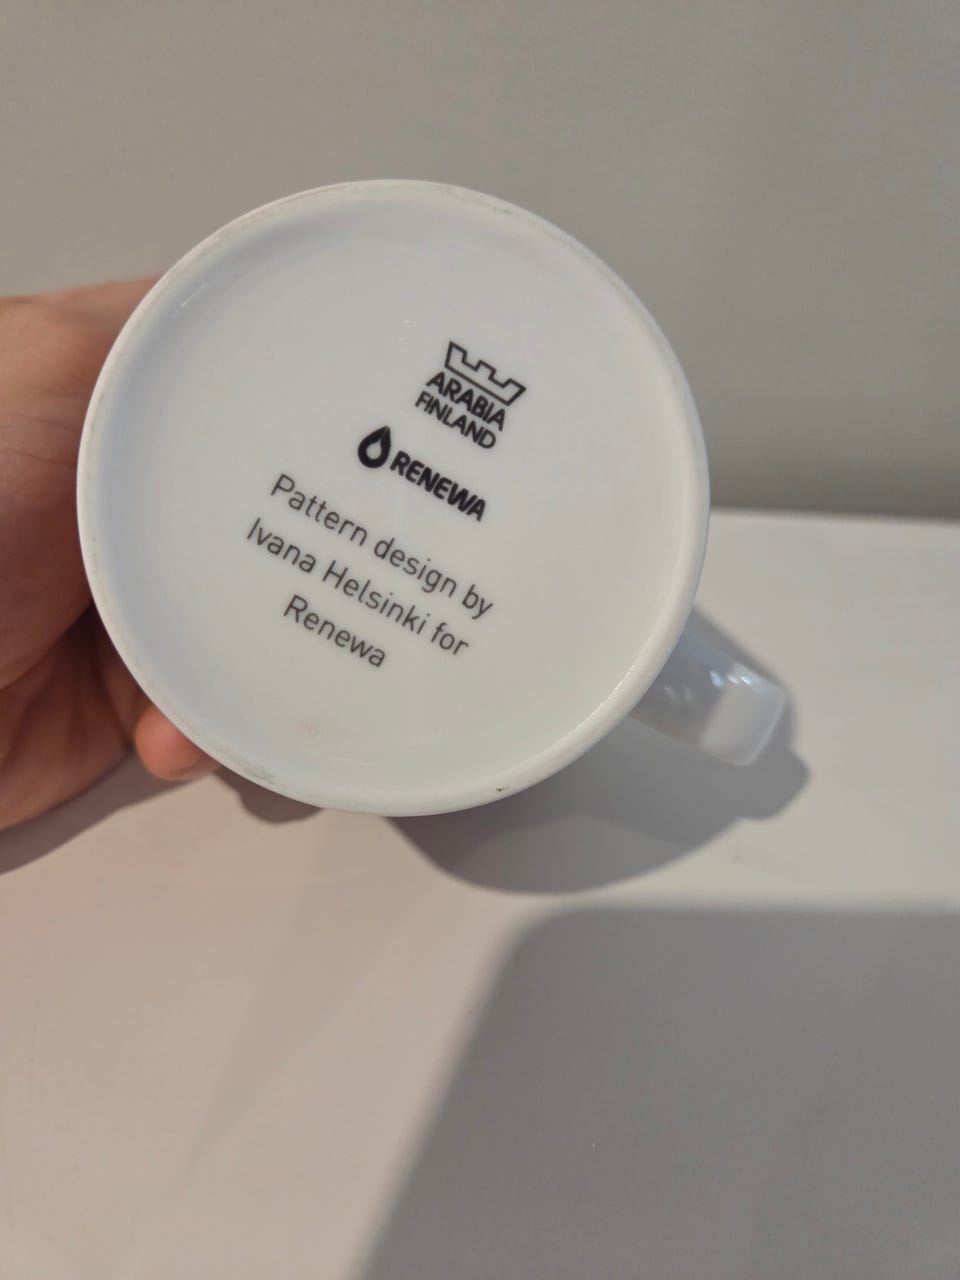 ARABIA
FINLAND
RENEWA
Pattern design by
Ivana Helsinki for
Renewa